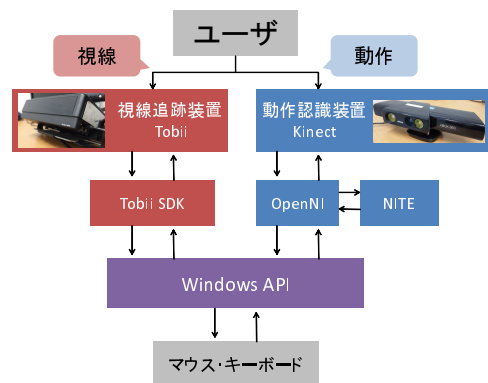 ユーザ
視線
動作
視線追跡装置
Tobii
動作認識装置
Kinect
Tobii SDK
OpenNI
NITE
Windows API
マウス・キーボード